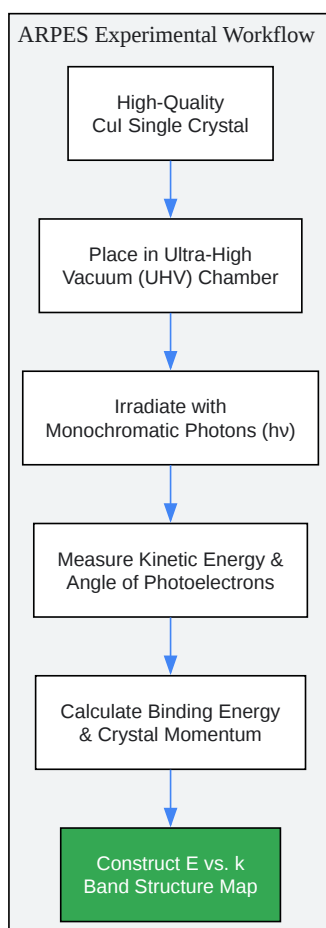 ARPES Experimental Workflow
High-Quality
CuI Single Crystal
Place in Ultra-High
Vacuum (UHV) Chamber
Irradiate with
Monochromatic Photons (hν)
Measure Kinetic Energy &
Angle of Photoelectrons
Calculate Binding Energy
& Crystal Momentum
Construct E vs. k
Band Structure Map